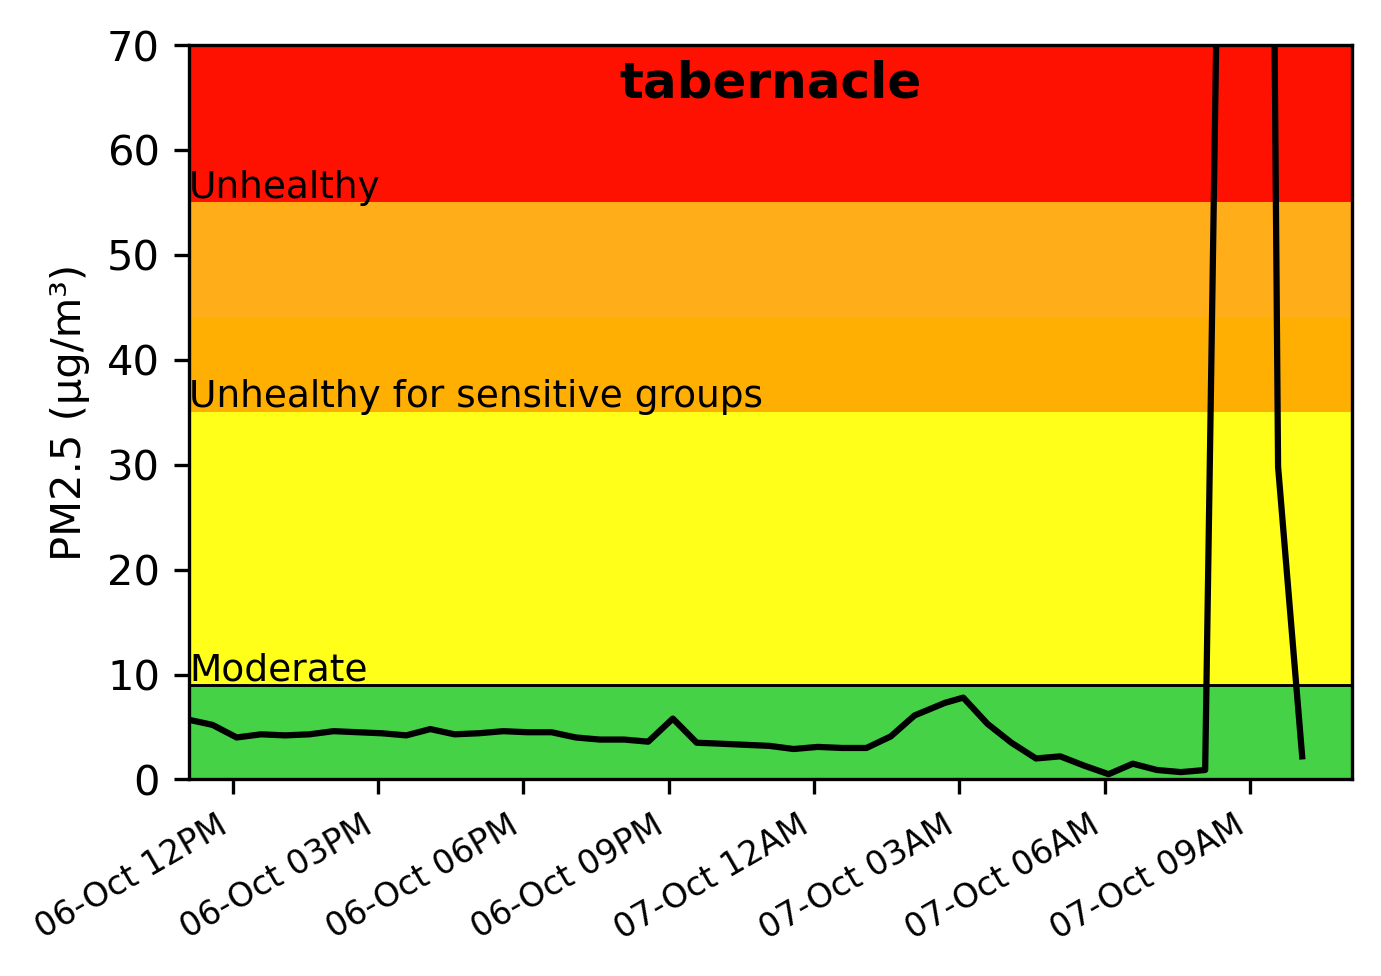 tabernacle
70
60
50
40
30
20
10
0
PM2.5 (µg/m³)
Unhealthy
Unhealthy for sensitive groups
Moderate
06-Oct 12PM
06-Oct 03PM
06-Oct 06PM
06-Oct 09PM
07-Oct 12AM
07-Oct 03AM
07-Oct 06AM
07-Oct 09AM